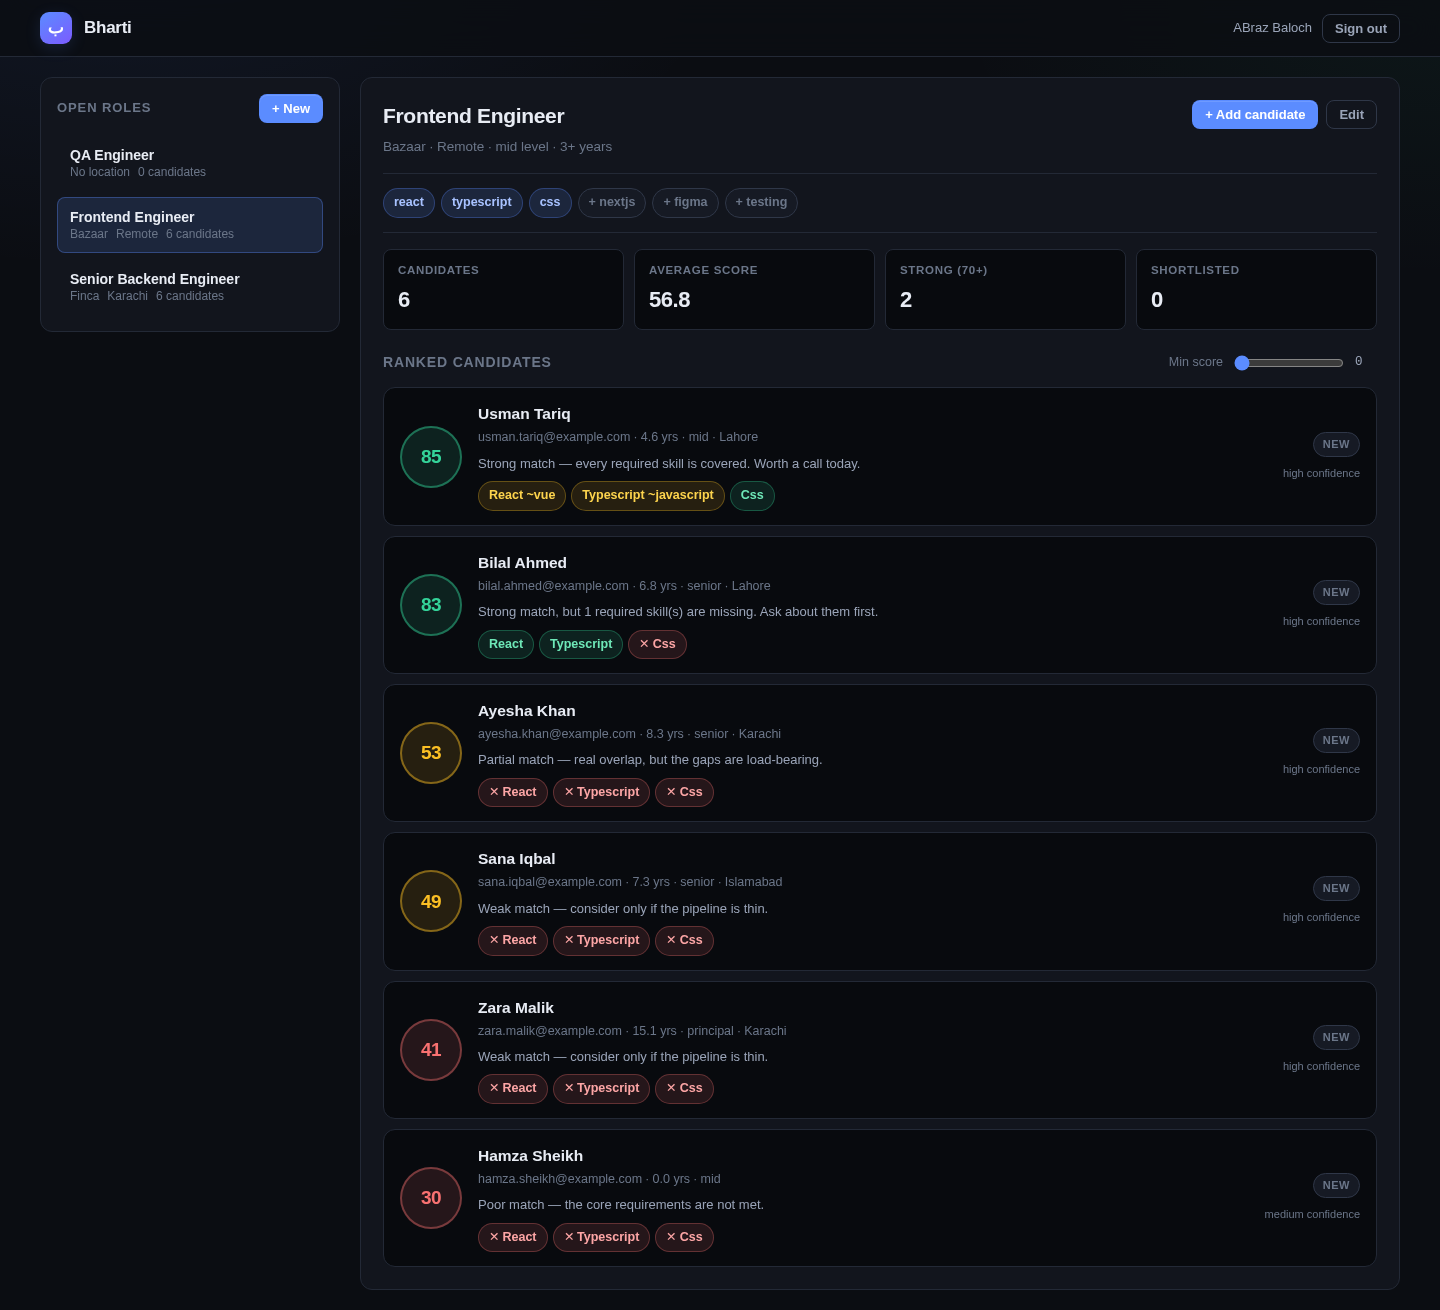 ب Bharti
ABraz Baloch Sign out
OPEN ROLES + New
QA Engineer
No location 0 candidates
Frontend Engineer
Bazaar Remote 6 candidates
Senior Backend Engineer
Finca Karachi 6 candidates
Frontend Engineer + Add candidate Edit
Bazaar · Remote · mid level · 3+ years
react typescript css + nextjs + figma + testing
CANDIDATES AVERAGE SCORE STRONG (70+) SHORTLISTED
6 56.8 2 0
RANKED CANDIDATES Min score 0
Usman Tariq
usman.tariq@example.com · 4.6 yrs · mid · Lahore
NEW
85
Strong match — every required skill is covered. Worth a call today.
high confidence
React ~vue Typescript ~javascript Css
Bilal Ahmed
bilal.ahmed@example.com · 6.8 yrs · senior · Lahore
NEW
83
Strong match, but 1 required skill(s) are missing. Ask about them first.
high confidence
React Typescript ✕ Css
Ayesha Khan
ayesha.khan@example.com · 8.3 yrs · senior · Karachi
NEW
53
Partial match — real overlap, but the gaps are load-bearing.
high confidence
✕ React ✕ Typescript ✕ Css
Sana Iqbal
sana.iqbal@example.com · 7.3 yrs · senior · Islamabad
NEW
49
Weak match — consider only if the pipeline is thin.
high confidence
✕ React ✕ Typescript ✕ Css
Zara Malik
zara.malik@example.com · 15.1 yrs · principal · Karachi
NEW
41
Weak match — consider only if the pipeline is thin.
high confidence
✕ React ✕ Typescript ✕ Css
Hamza Sheikh
hamza.sheikh@example.com · 0.0 yrs · mid
NEW
30
Poor match — the core requirements are not met.
medium confidence
✕ React ✕ Typescript ✕ Css